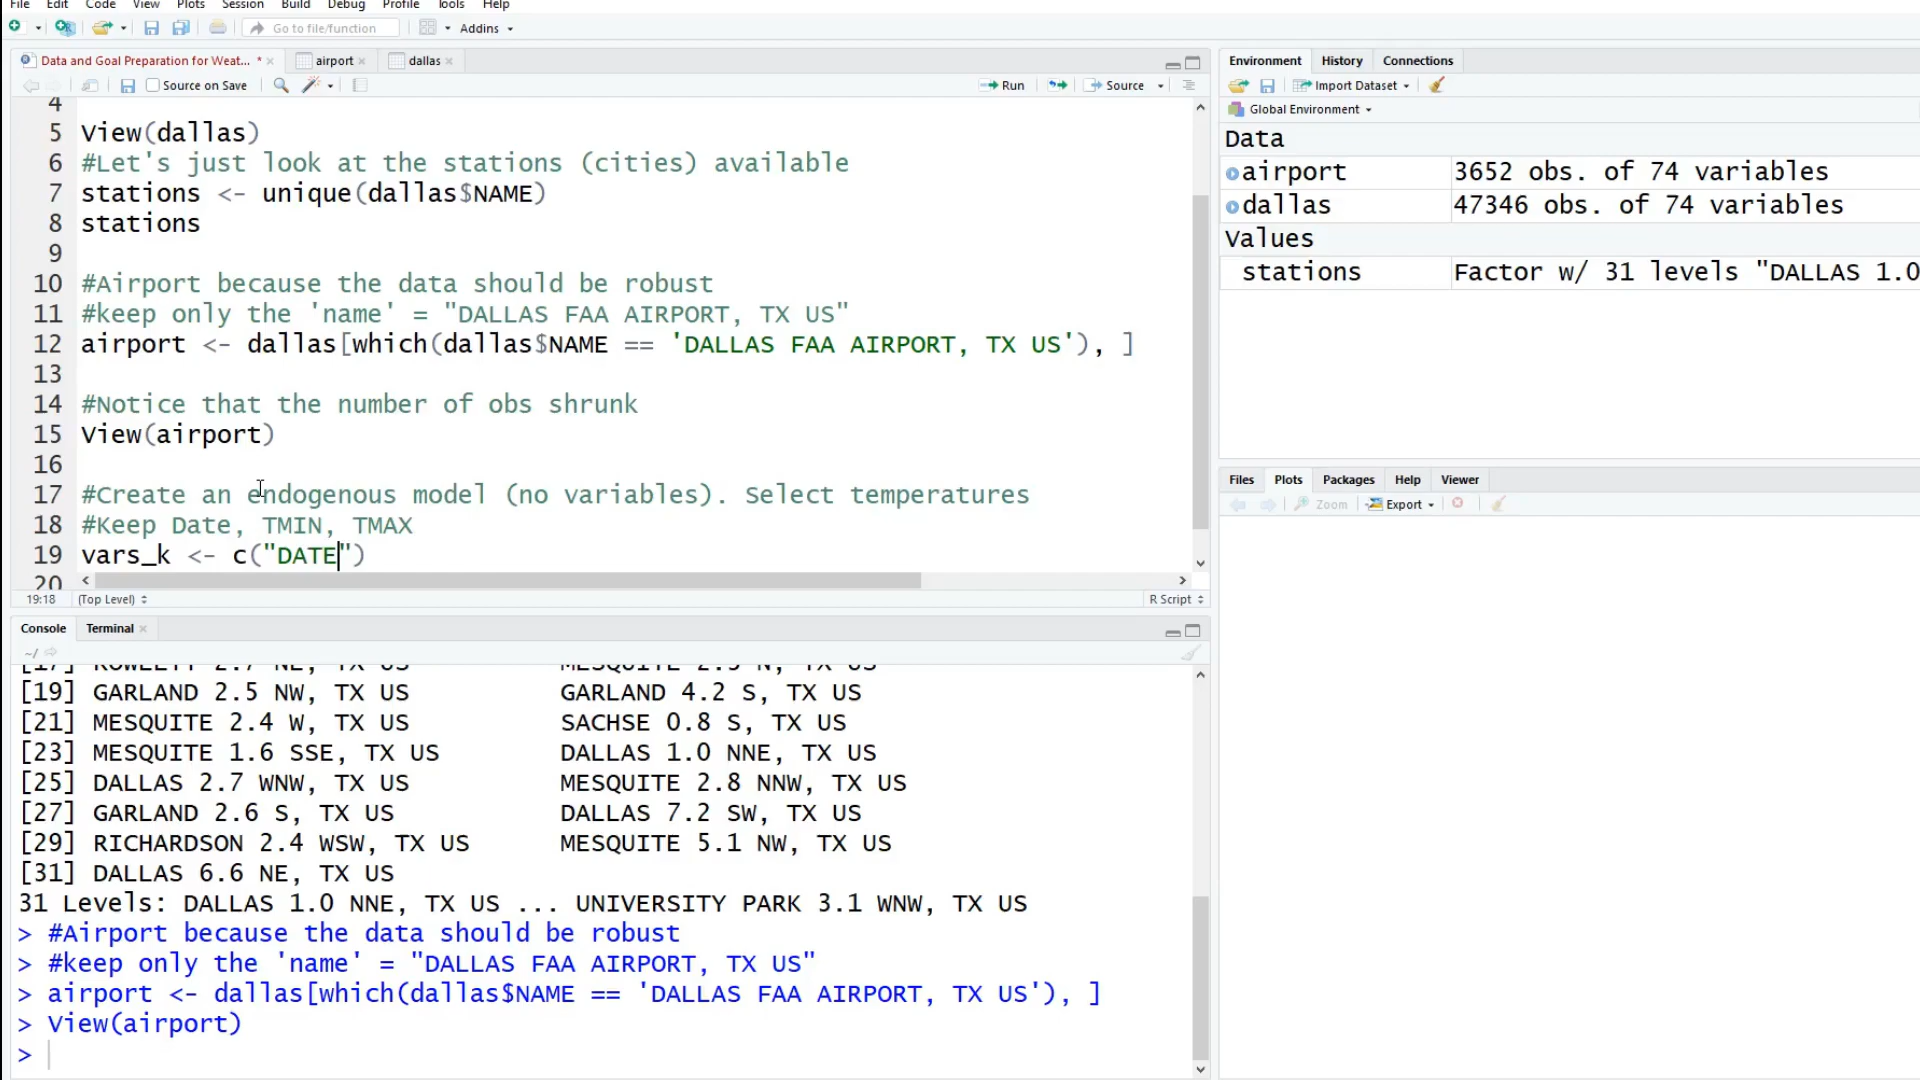 File Edit Code View Plots Session Build Debug Profile Tools Help
Go to file/function Addins
Data and Goal Preparation for Weat... * airport dallas
Source on Save Run Source
4
5 View(dallas)
6 #Let's just look at the stations (cities) available
7 stations <- unique(dallas$NAME)
8 stations
9
10 #Airport because the data should be robust
11 #keep only the 'name' = "DALLAS FAA AIRPORT, TX US"
12 airport <- dallas[which(dallas$NAME == 'DALLAS FAA AIRPORT, TX US'), ]
13
14 #Notice that the number of obs shrunk
15 View(airport)
16
17 #Create an endogenous model (no variables). Select temperatures
18 #Keep Date, TMIN, TMAX
19 vars_k <- c("DATE")
20
19:18 (Top Level) R Script
Console Terminal
~/
[17] ROWLETT 2.7 NE, TX US MESQUITE 2.9 N, TX US
[19] GARLAND 2.5 NW, TX US GARLAND 4.2 S, TX US
[21] MESQUITE 2.4 W, TX US SACHSE 0.8 S, TX US
[23] MESQUITE 1.6 SSE, TX US DALLAS 1.0 NNE, TX US
[25] DALLAS 2.7 WNW, TX US MESQUITE 2.8 NNW, TX US
[27] GARLAND 2.6 S, TX US DALLAS 7.2 SW, TX US
[29] RICHARDSON 2.4 WSW, TX US MESQUITE 5.1 NW, TX US
[31] DALLAS 6.6 NE, TX US
31 Levels: DALLAS 1.0 NNE, TX US ... UNIVERSITY PARK 3.1 WNW, TX US
> #Airport because the data should be robust
> #keep only the 'name' = "DALLAS FAA AIRPORT, TX US"
> airport <- dallas[which(dallas$NAME == 'DALLAS FAA AIRPORT, TX US'), ]
> View(airport)
>
Environment History Connections
Import Dataset
Global Environment
Data
airport 3652 obs. of 74 variables
dallas 47346 obs. of 74 variables
Values
stations Factor w/ 31 levels "DALLAS 1.0
Files Plots Packages Help Viewer
Zoom Export